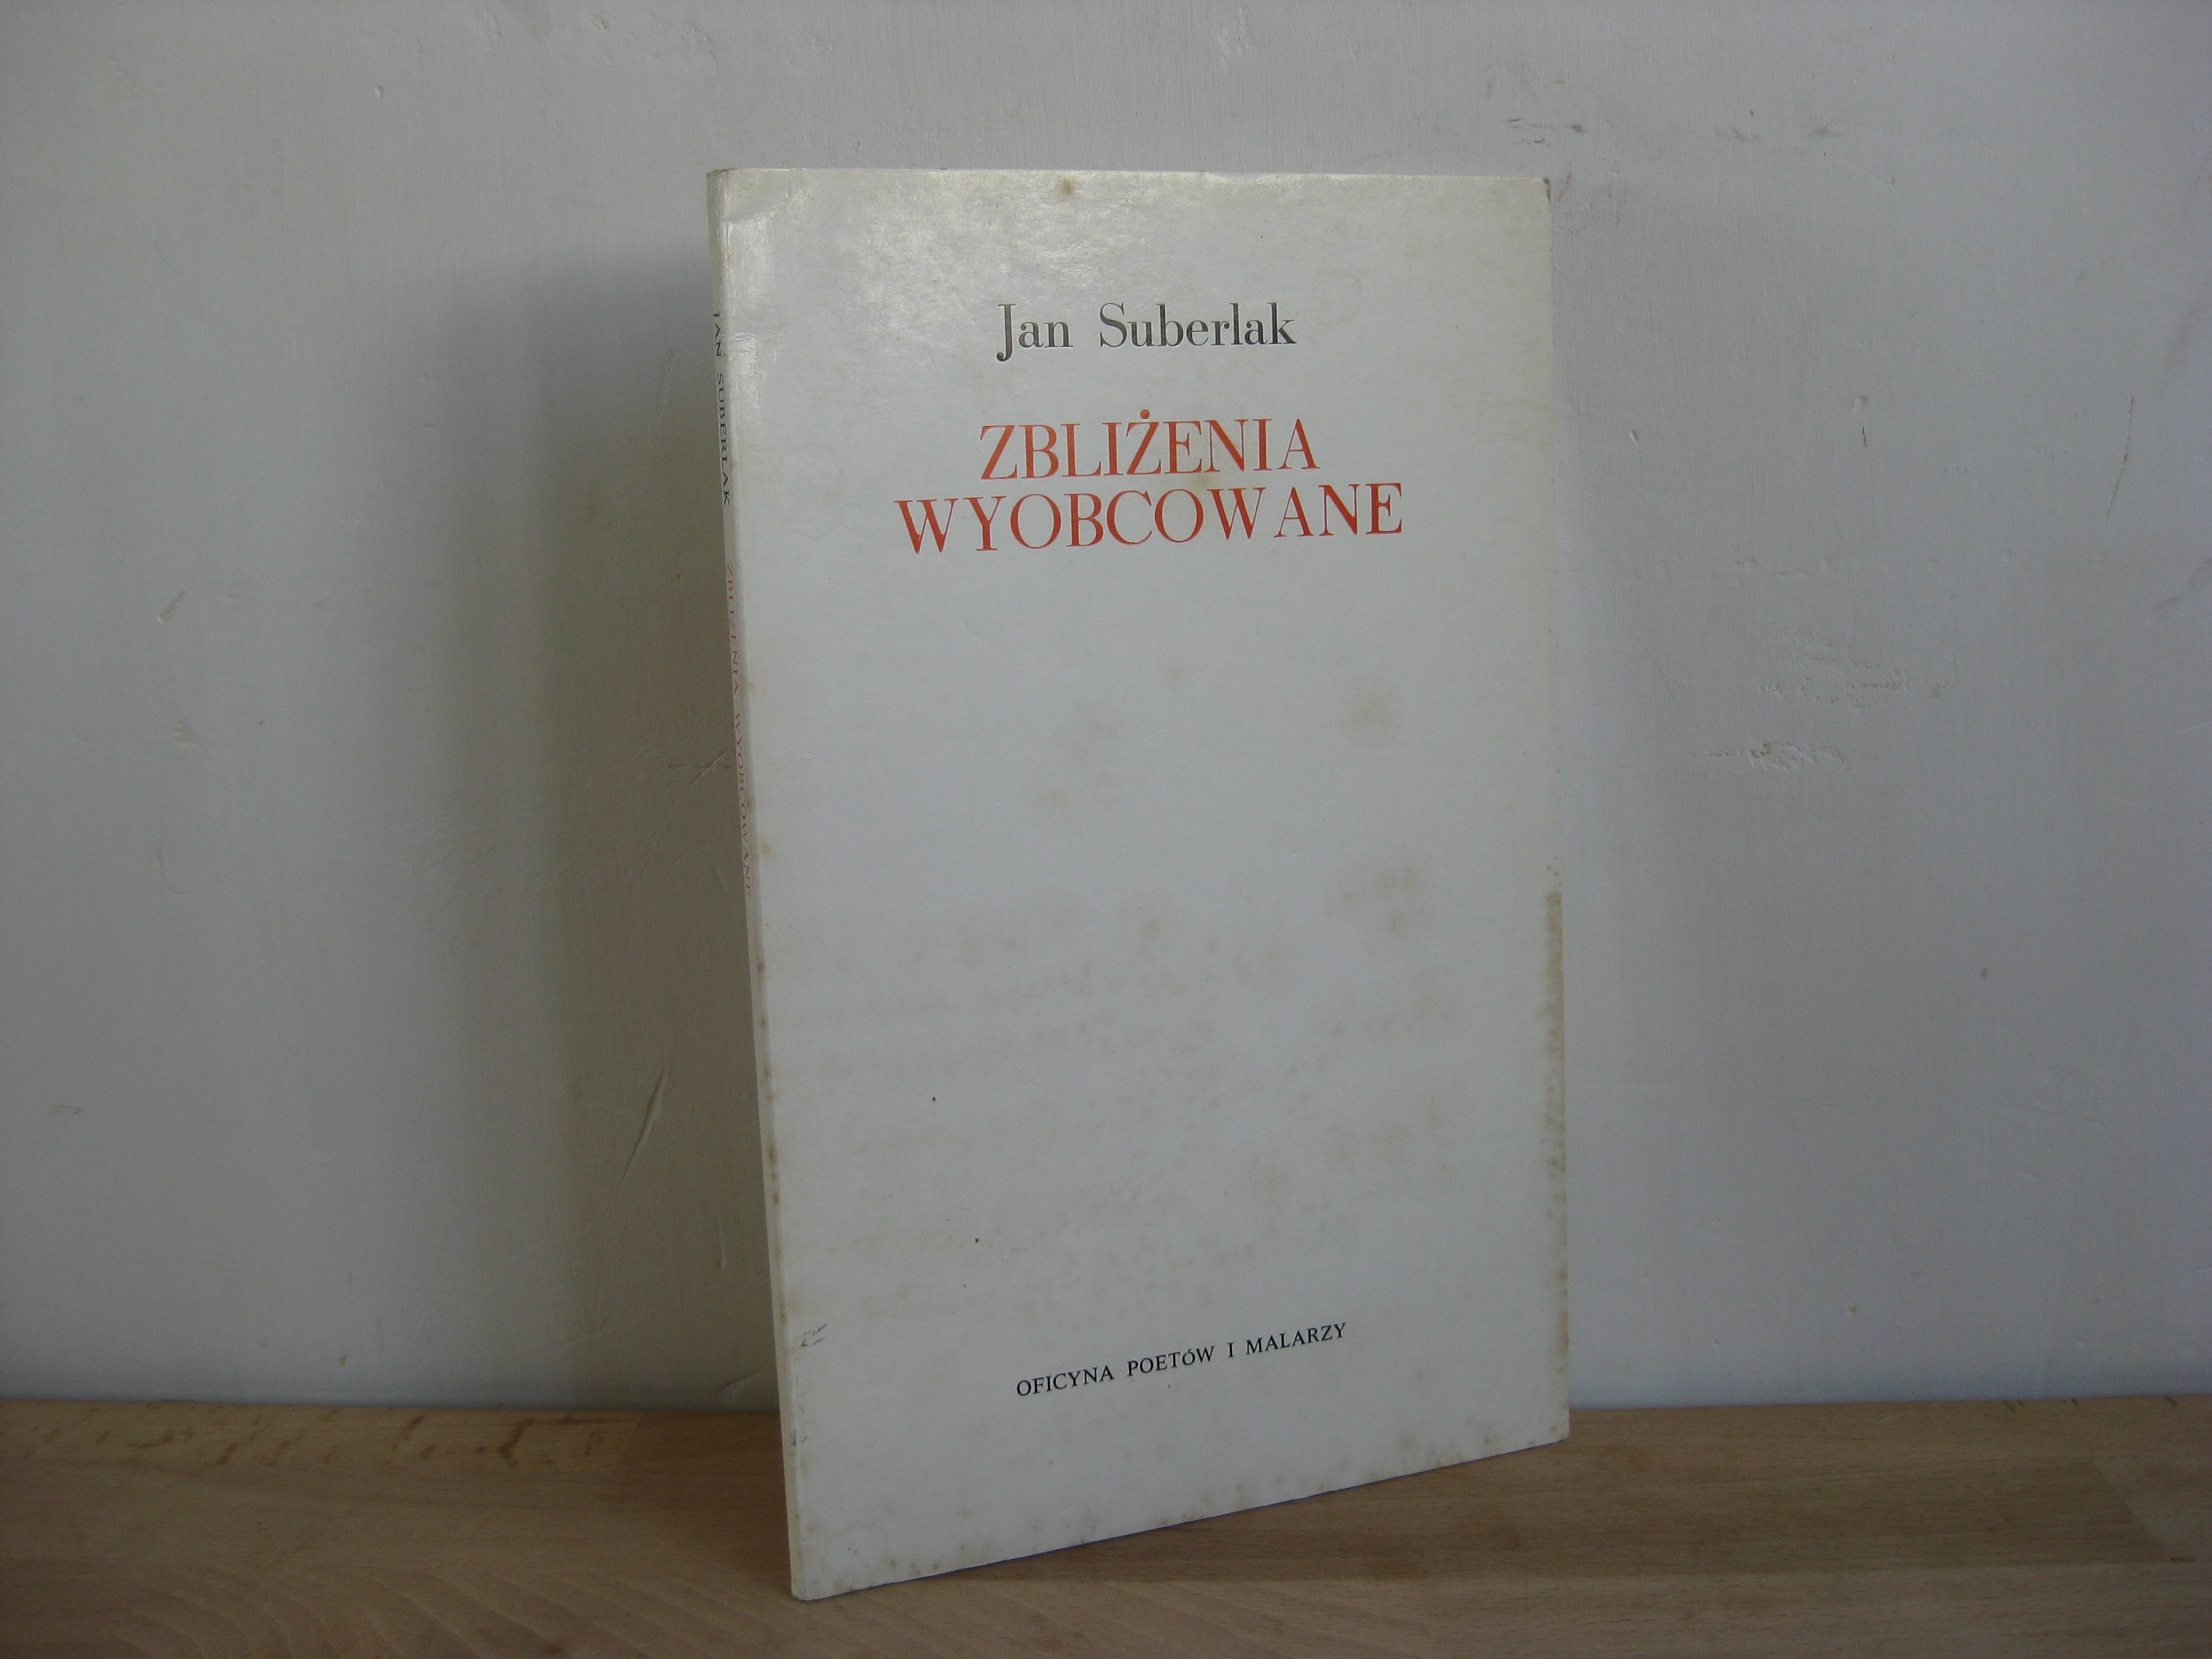 Jan Suberlak
ZBLIŻENIA
WYOBCOWANE
OFICYNA POETÓW I MALARZY
JAN SUBERLAK ZBLIŻENIA WYOBCOWANE